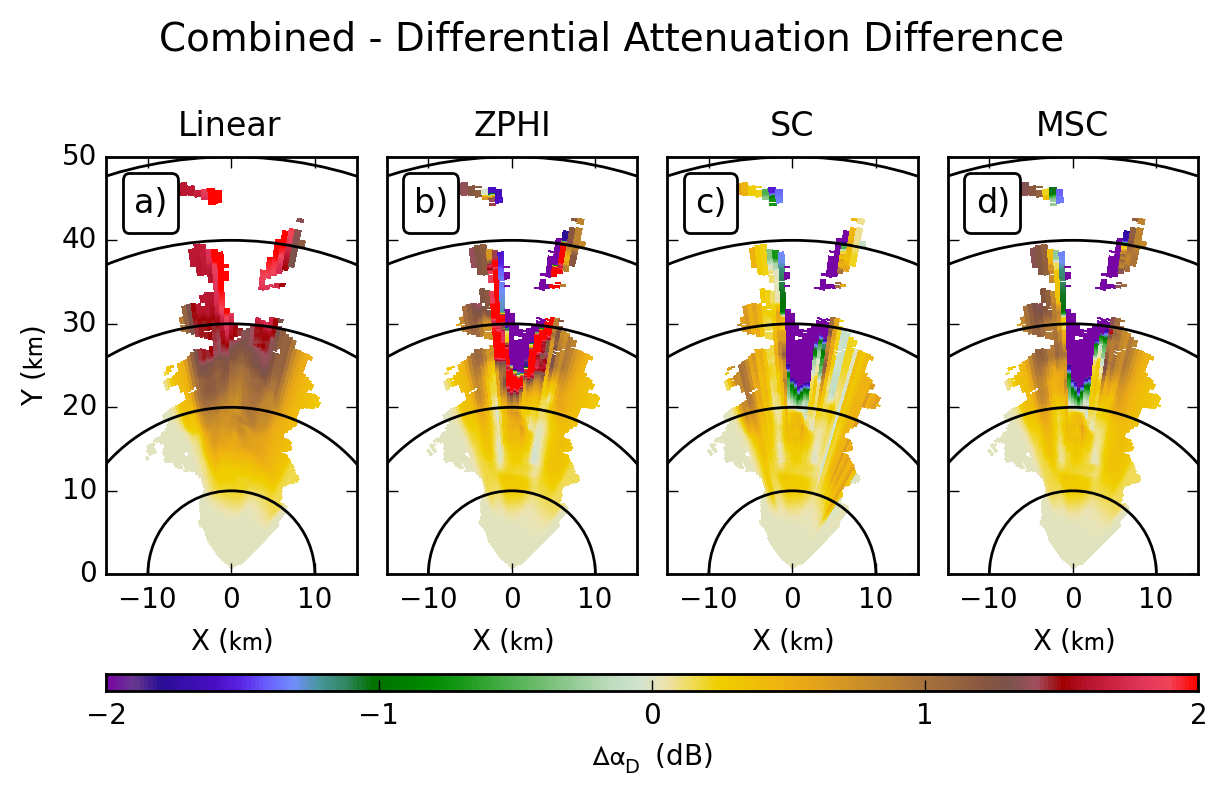 Combined - Differential Attenuation Difference
Linear ZPHI SC MSC
a) b) c) d)
50
40
30
20
10
0
Y (km)
−10 0 10 −10 0 10 −10 0 10 −10 0 10
X (km) X (km) X (km) X (km)
−2 −1 0 1 2
Δα_D (dB)